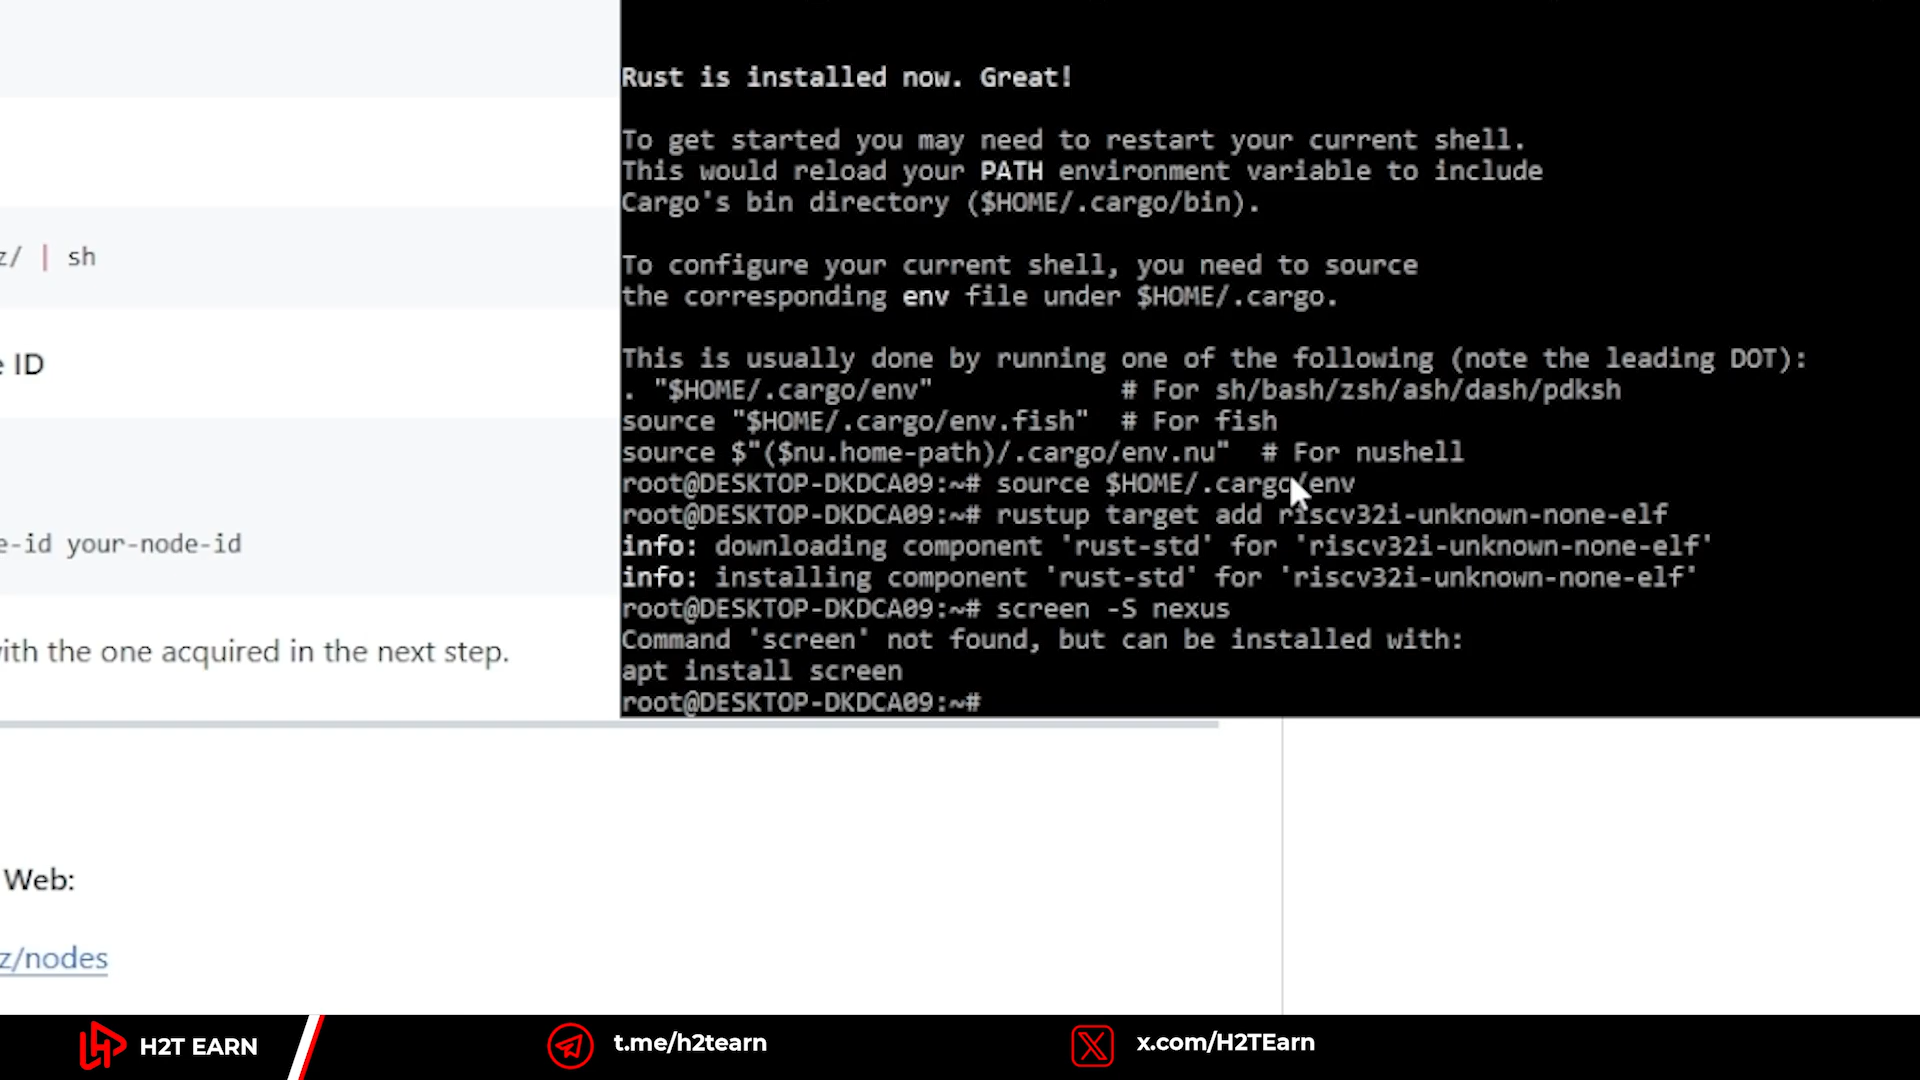 z/ | sh
e ID
e-id your-node-id
ith the one acquired in the next step.
Web:
z/nodes
Rust is installed now. Great!
To get started you may need to restart your current shell.
This would reload your PATH environment variable to include
Cargo's bin directory ($HOME/.cargo/bin).
To configure your current shell, you need to source
the corresponding env file under $HOME/.cargo.
This is usually done by running one of the following (note the leading DOT):
. "$HOME/.cargo/env"            # For sh/bash/zsh/ash/dash/pdksh
source "$HOME/.cargo/env.fish"  # For fish
source $"($nu.home-path)/.cargo/env.nu"  # For nushell
root@DESKTOP-DKDCA09:~# source $HOME/.cargo/env
root@DESKTOP-DKDCA09:~# rustup target add riscv32i-unknown-none-elf
info: downloading component 'rust-std' for 'riscv32i-unknown-none-elf'
info: installing component 'rust-std' for 'riscv32i-unknown-none-elf'
root@DESKTOP-DKDCA09:~# screen -S nexus
Command 'screen' not found, but can be installed with:
apt install screen
root@DESKTOP-DKDCA09:~#
H2T EARN
t.me/h2tearn
x.com/H2TEarn